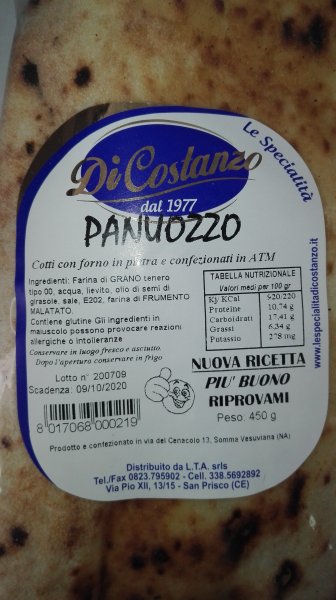 Di Costanzo
Le Specialità
dal 1977
PANUOZZO
Cotti con forno in pietra e confezionati in ATM
Ingredienti: Farina di GRANO tenero
tipo 00, acqua, lievito, olio di semi di
girasole, sale, E202, farina di FRUMENTO
MALATATO.
Contiene glutine Gli ingredienti in
maiuscolo possono provocare reazioni
allergiche o intolleranze
Conservare in luogo fresco e asciutto.
Dopo l'apertura conservare in frigo
Lotto n° 200709
Scadenza: 09/10/2020
8 017068 000219
TABELLA NUTRIZIONALE
Valori medi per 100 gr
Kj KCal 920,220
Proteine 10,74 g
Carboidrati 17,41 g
Grassi 6,34 g
Potassio 278 mg
NUOVA RICETTA
PIU' BUONO
RIPROVAMI
Peso. 450 g
www.lespecialitadicostanzo.it
Prodotto e confezionato in via del Cenacolo 13, Somma Vesuviana (NA)
Distribuito da L.T.A. srls
Tel./Fax 0823.795902 - Cell. 338.5692892
Via Pio XII, 13/15 - San Prisco (CE)